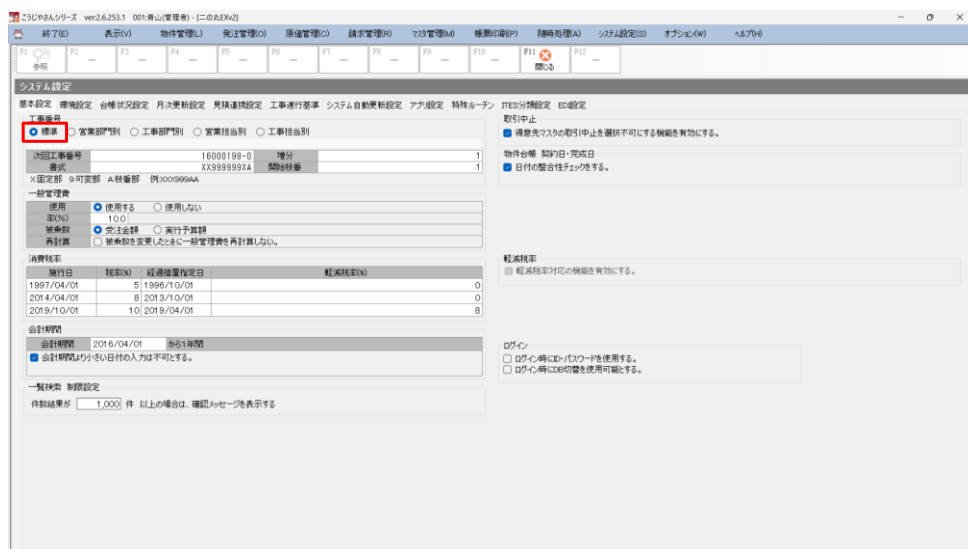 こうじやさんシリーズ ver:2.6.253.1 001:青山(管理者) - [二の丸EXv2]
終了(E) 表示(V) 物件管理(L) 発注管理(O) 原価管理(C) 請求管理(R) マスタ管理(M) 帳票印刷(P) 随時処理(A) システム設定(S) オプション(W) ヘルプ(H)
F1 参照 F2 F3 F4 F5 F6 F7 F8 F9 F10 F11 閉じる F12
システム設定
基本設定 環境設定 台帳状況設定 月次更新設定 見積連携設定 工事進行基準 システム自動更新設定 アプリ設定 特殊ルーチン ITES分類設定 EDI設定
工事番号
標準 営業部門別 工事部門別 営業担当別 工事担当別
次回工事番号 16000198-0 増分 1
書式 XX999999XA 開始枝番 1
X:固定部 9:可変部 A:枝番部 例:XXX999AA
一般管理費
使用 使用する 使用しない
率(%) 10.0
被乗数 受注金額 実行予算額
再計算 被乗数を変更したときに一般管理費を再計算しない。
消費税率
施行日 税率(%) 経過措置指定日 軽減税率(%)
1997/04/01 5 1996/10/01 0
2014/04/01 8 2013/10/01 0
2019/10/01 10 2019/04/01 8
会計期間
会計期間 2016/04/01 から1年間
会計期間より小さい日付の入力は不可とする。
一覧検索 制限設定
件数結果が 1,000 件 以上の場合は、確認メッセージを表示する
取引中止
得意先マスタの取引中止を選択不可にする機能を有効にする。
物件台帳 契約日・完成日
日付の整合性チェックをする。
軽減税率
軽減税率対応の機能を有効にする。
ログイン
ログイン時にID・パスワードを使用する。
ログイン時にDB切替を使用可能とする。